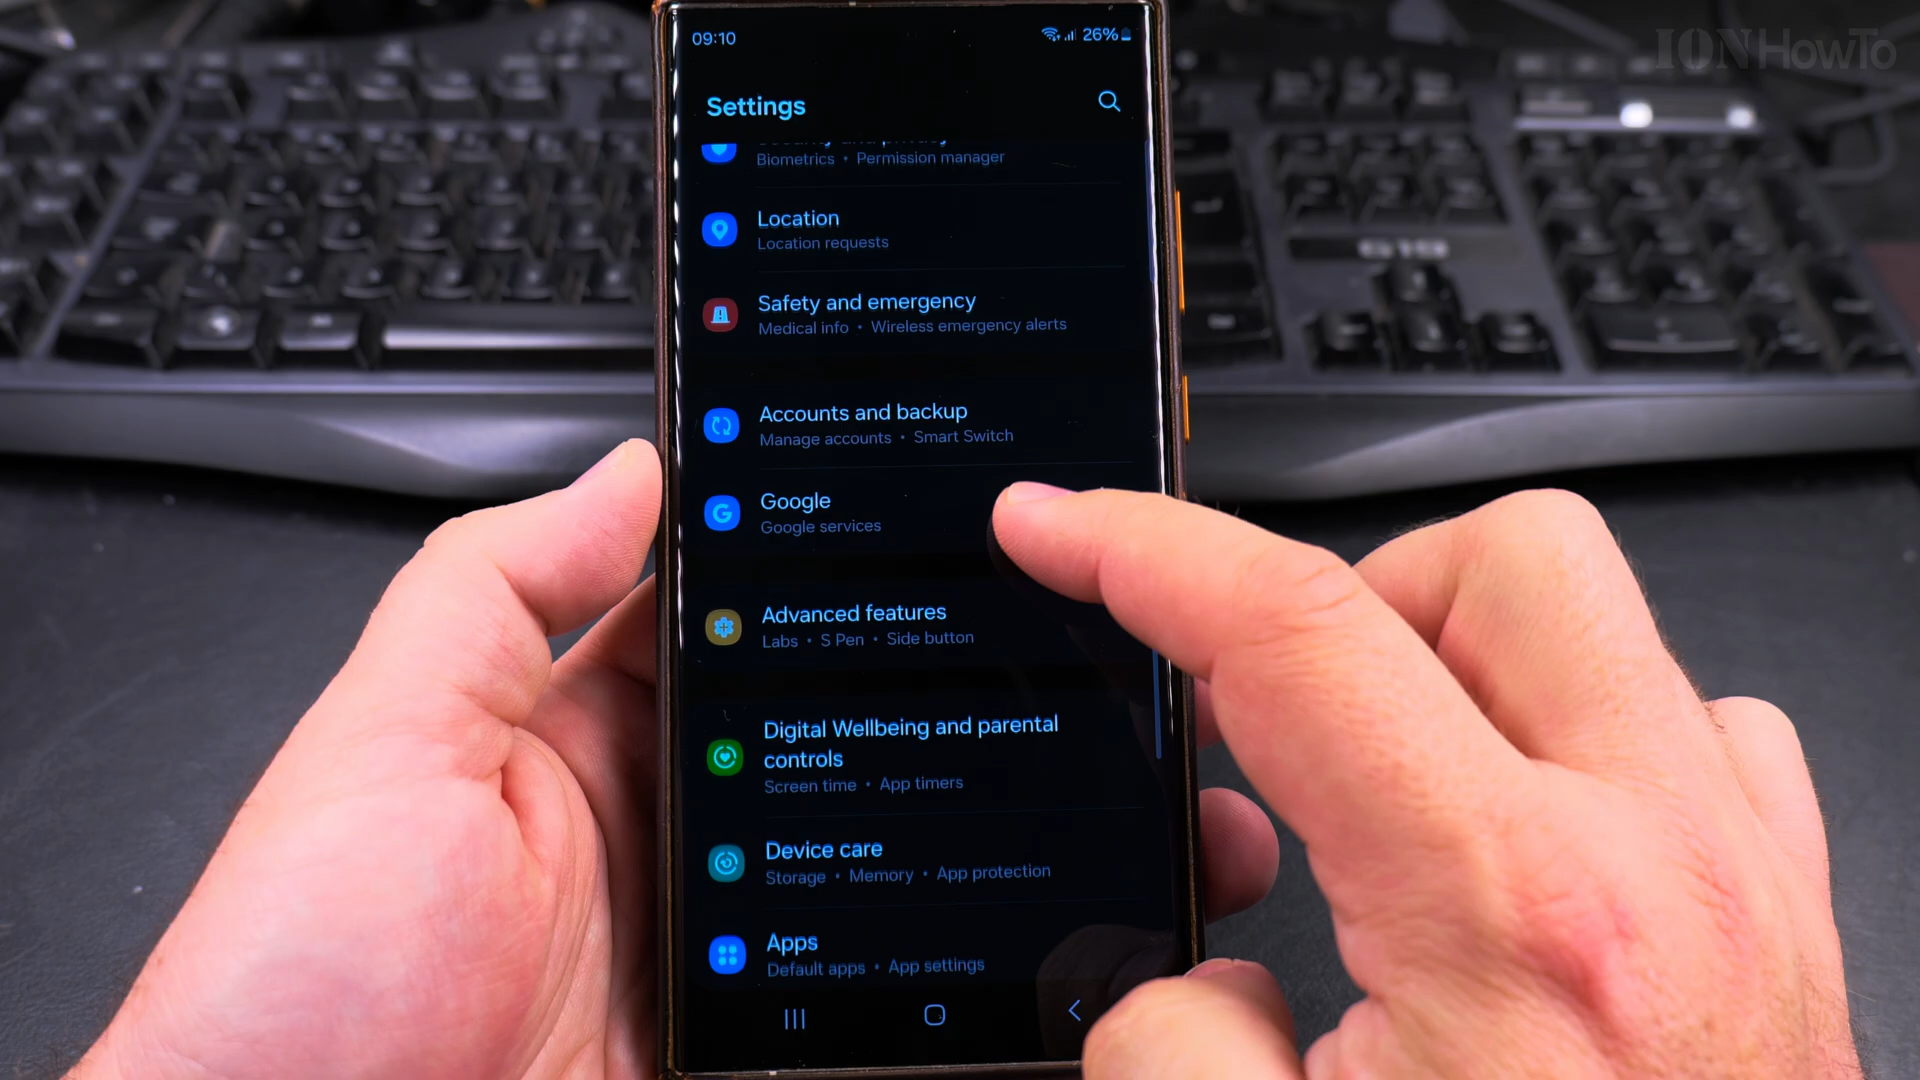 IONHowTo
09:10
26%
Settings
Biometrics • Permission manager
Location
Location requests
Safety and emergency
Medical info • Wireless emergency alerts
Accounts and backup
Manage accounts • Smart Switch
Google
Google services
Advanced features
Labs • S Pen • Side button
Digital Wellbeing and parental
controls
Screen time • App timers
Device care
Storage • Memory • App protection
Apps
Default apps • App settings
G19